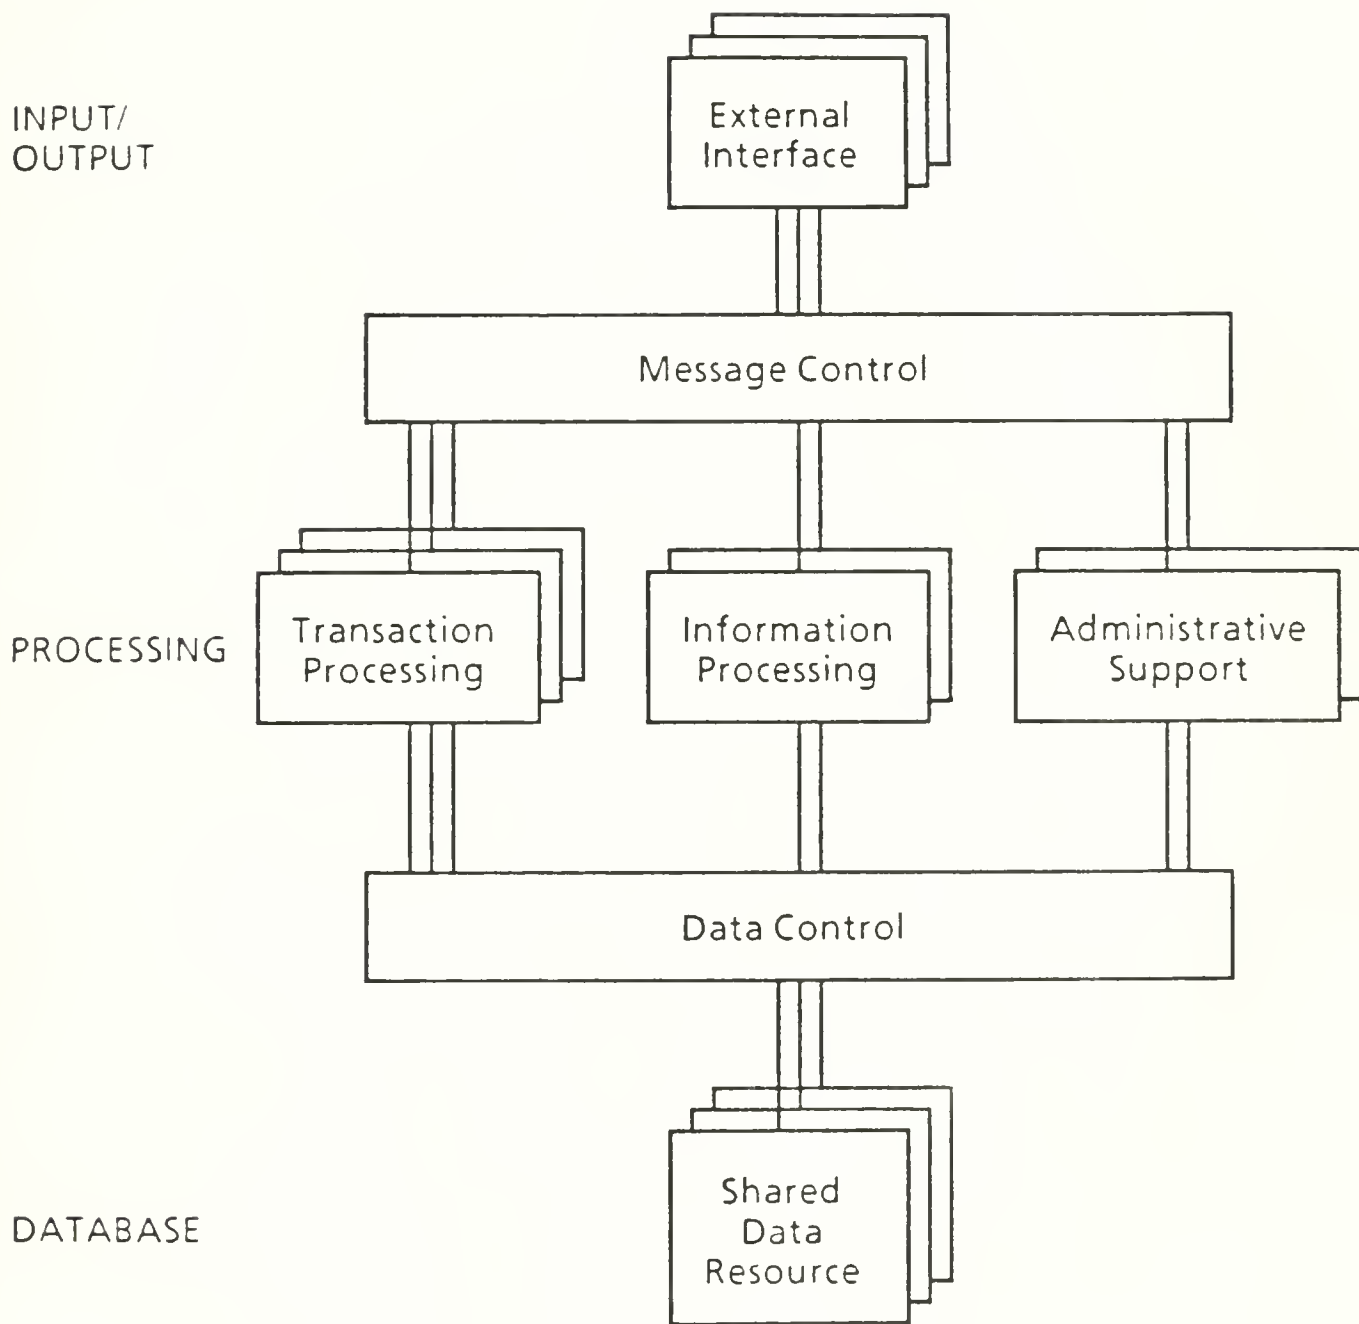 INPUT/
OUTPUT
External
Interface
Message Control
PROCESSING
Transaction
Processing
Information
Processing
Administrative
Support
Data Control
DATABASE
Shared
Data
Resource